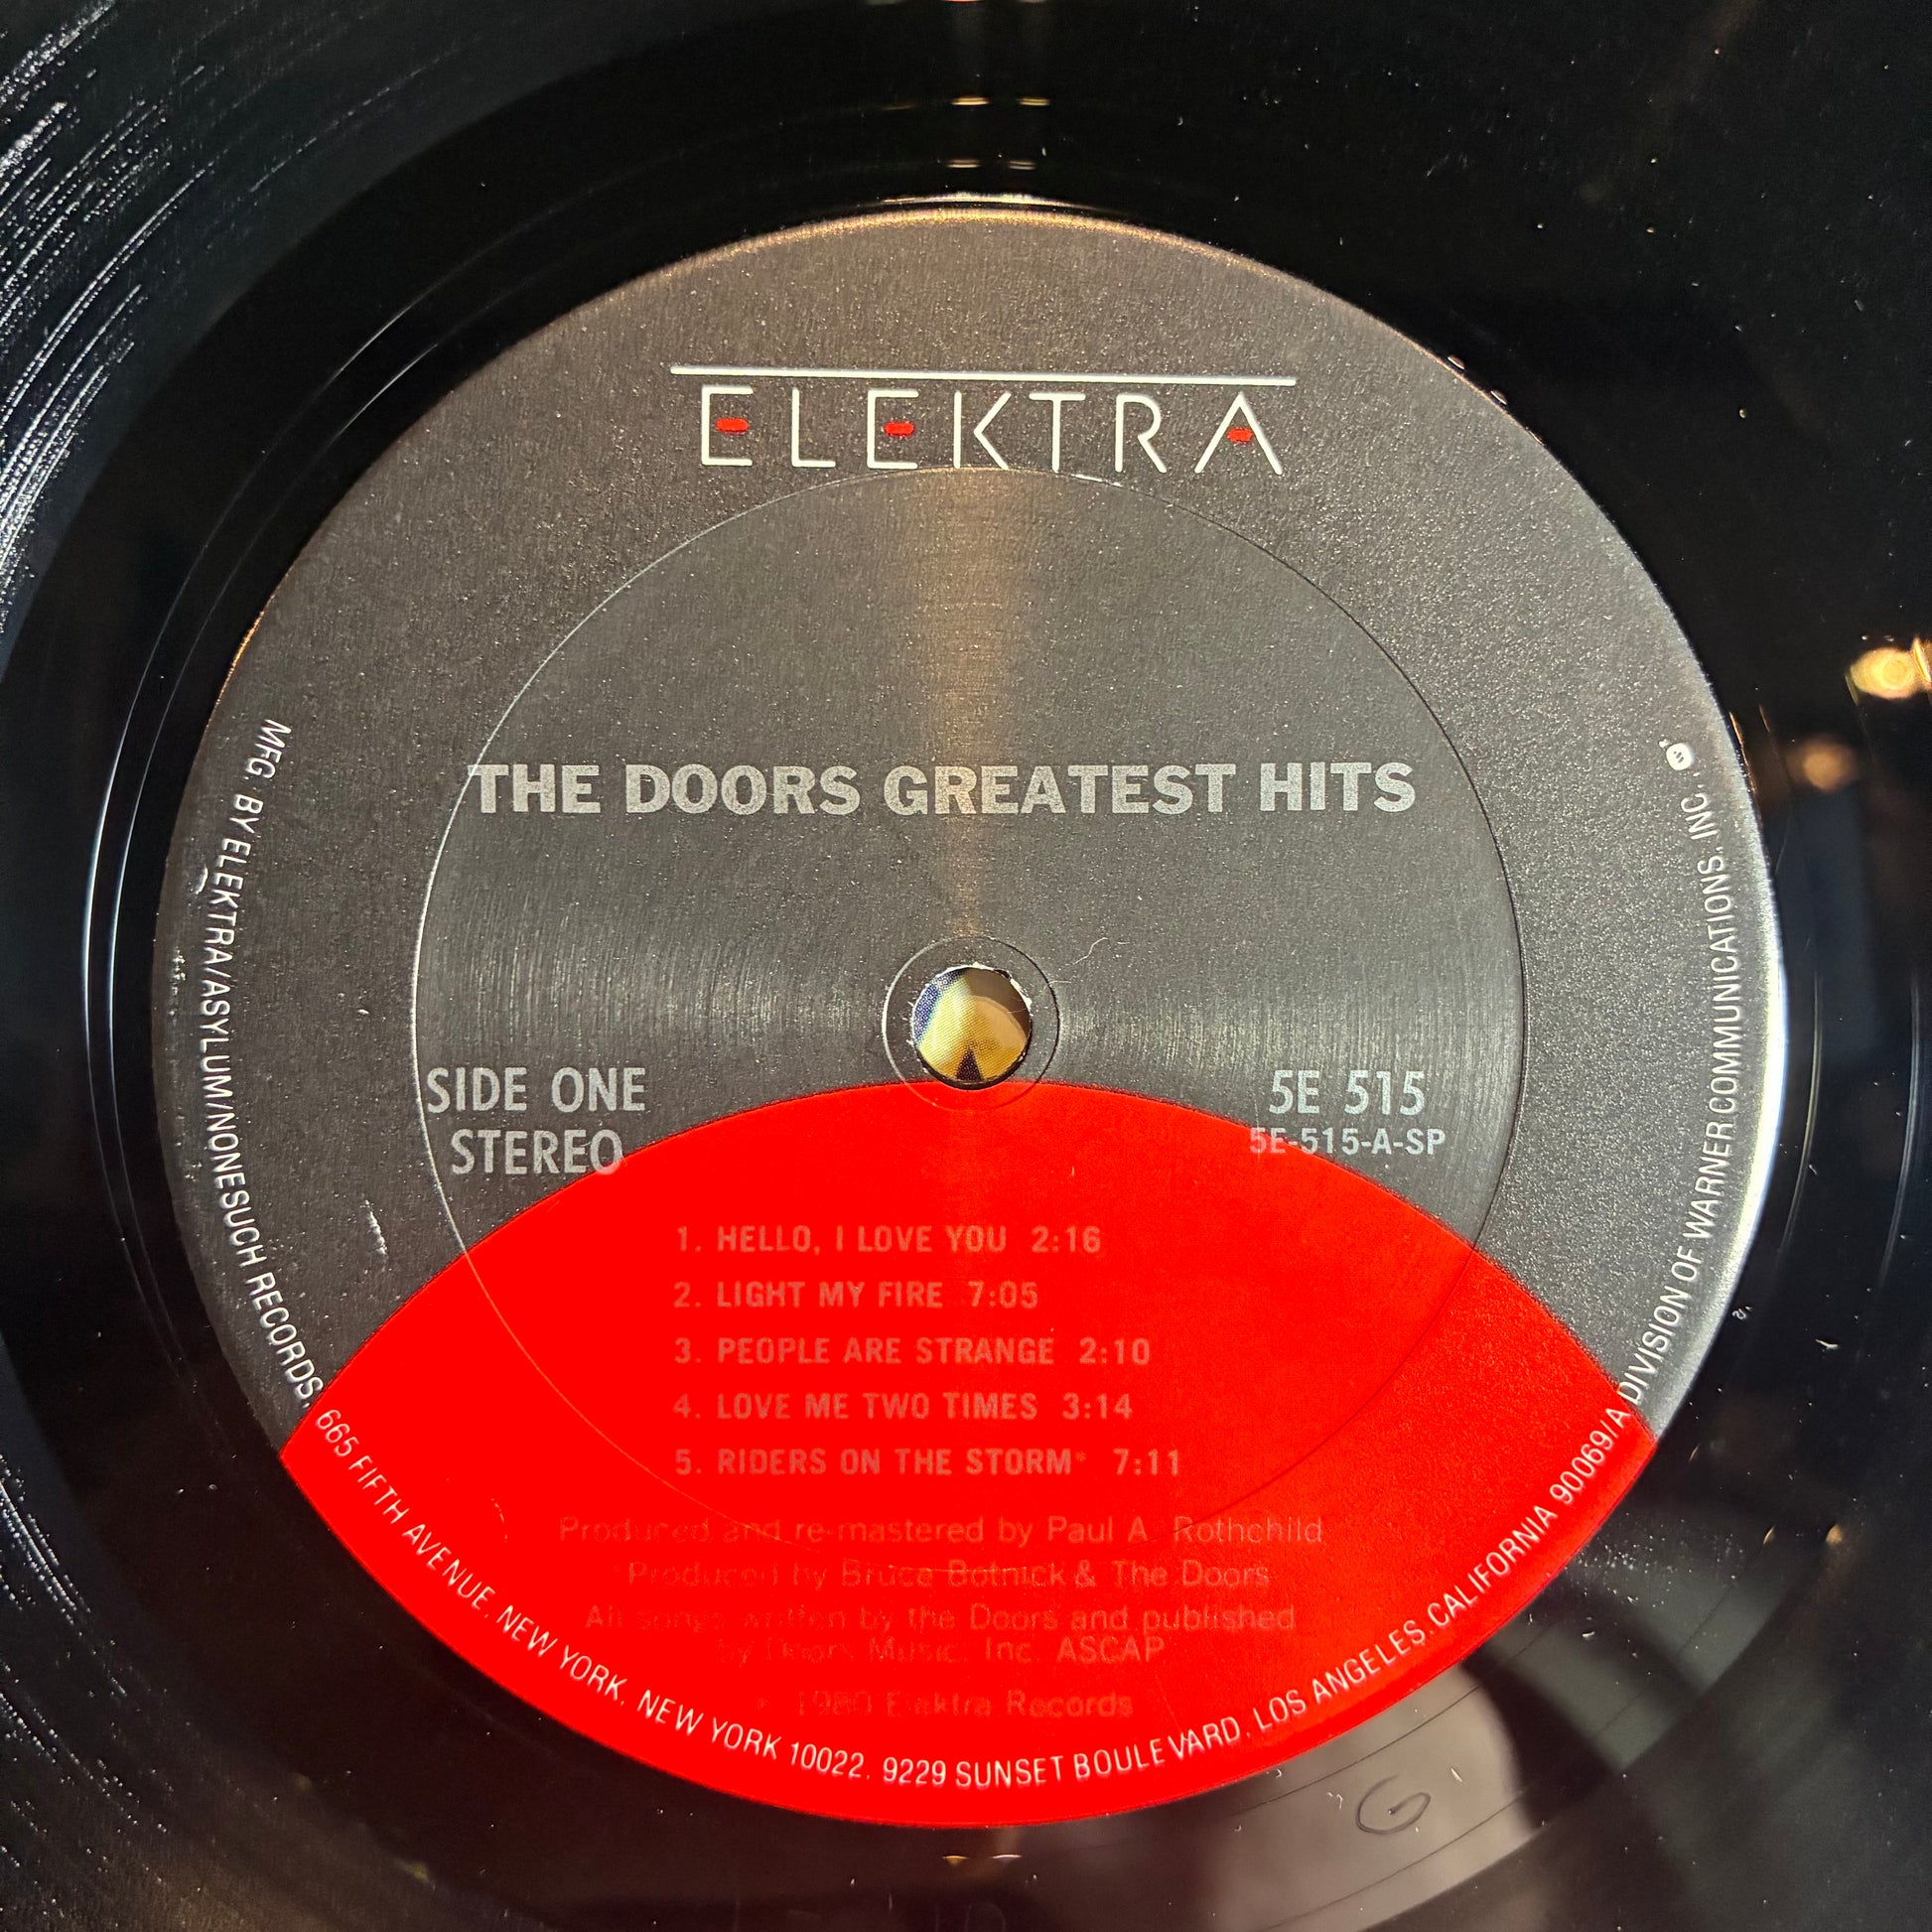 ELEKTRA
THE DOORS GREATEST HITS
SIDE ONE
STEREO
5E 515
5E-515-A-SP
1. HELLO, I LOVE YOU 2:16
2. LIGHT MY FIRE 7:05
3. PEOPLE ARE STRANGE 2:10
4. LOVE ME TWO TIMES 3:14
5. RIDERS ON THE STORM* 7:11
Produced and re-mastered by Paul A. Rothchild
*Produced by Bruce Botnick & The Doors
All songs written by the Doors and published
by Doors Music, Inc. ASCAP
1980 Elektra Records
MFG. BY ELEKTRA/ASYLUM/NONESUCH RECORDS, 665 FIFTH AVENUE, NEW YORK, NEW YORK 10022. 9229 SUNSET BOULEVARD, LOS ANGELES, CALIFORNIA 90069/A DIVISION OF WARNER COMMUNICATIONS, INC.
G